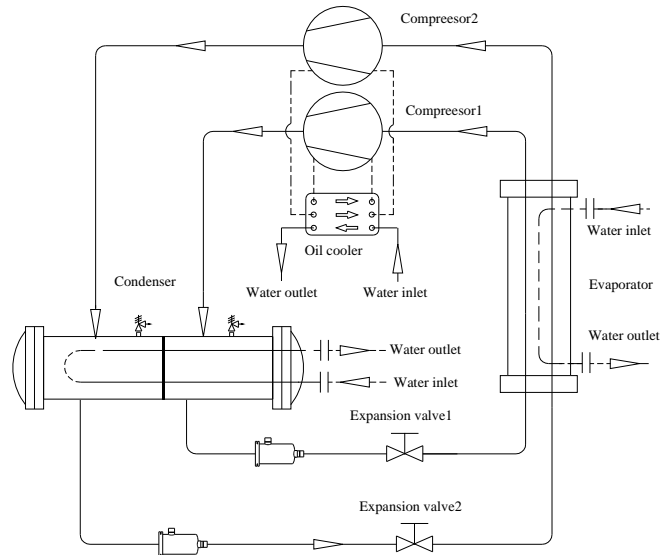 Compreesor2
Compreesor1
Water inlet
Oil cooler
Condenser
Water outlet
Water inlet
Evaporator
Water outlet
Water outlet
Water inlet
Expansion valve1
Expansion valve2